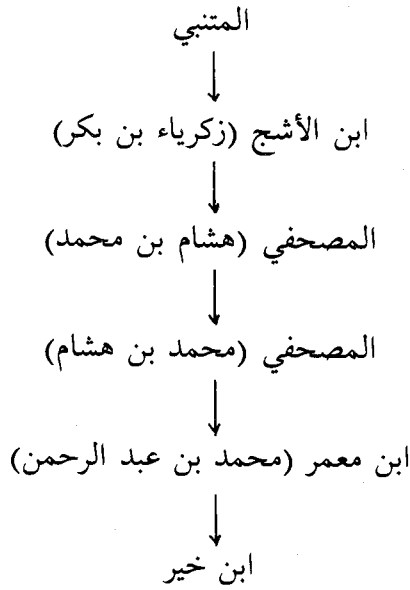 المتنبي
ابن الأشج (زكرياء بن بكر)
المصحفي (هشام بن محمد)
المصحفي (محمد بن هشام)
ابن معمر (محمد بن عبد الرحمن)
ابن خير